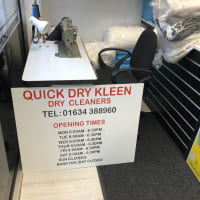 QUICK DRY KLEEN
DRY CLEANERS
TEL: 01634 388960
OPENING TIMES
MON 8.00AM - 6.30PM
TUE 8.00AM - 6.30PM
WED 8.00AM - 6.30PM
THUR 8.00AM - 6.30PM
FRI 8.00AM - 6.30PM
SAT 8.00AM - 5.30PM
SUN CLOSED
BANK HOLIDAY CLOSED